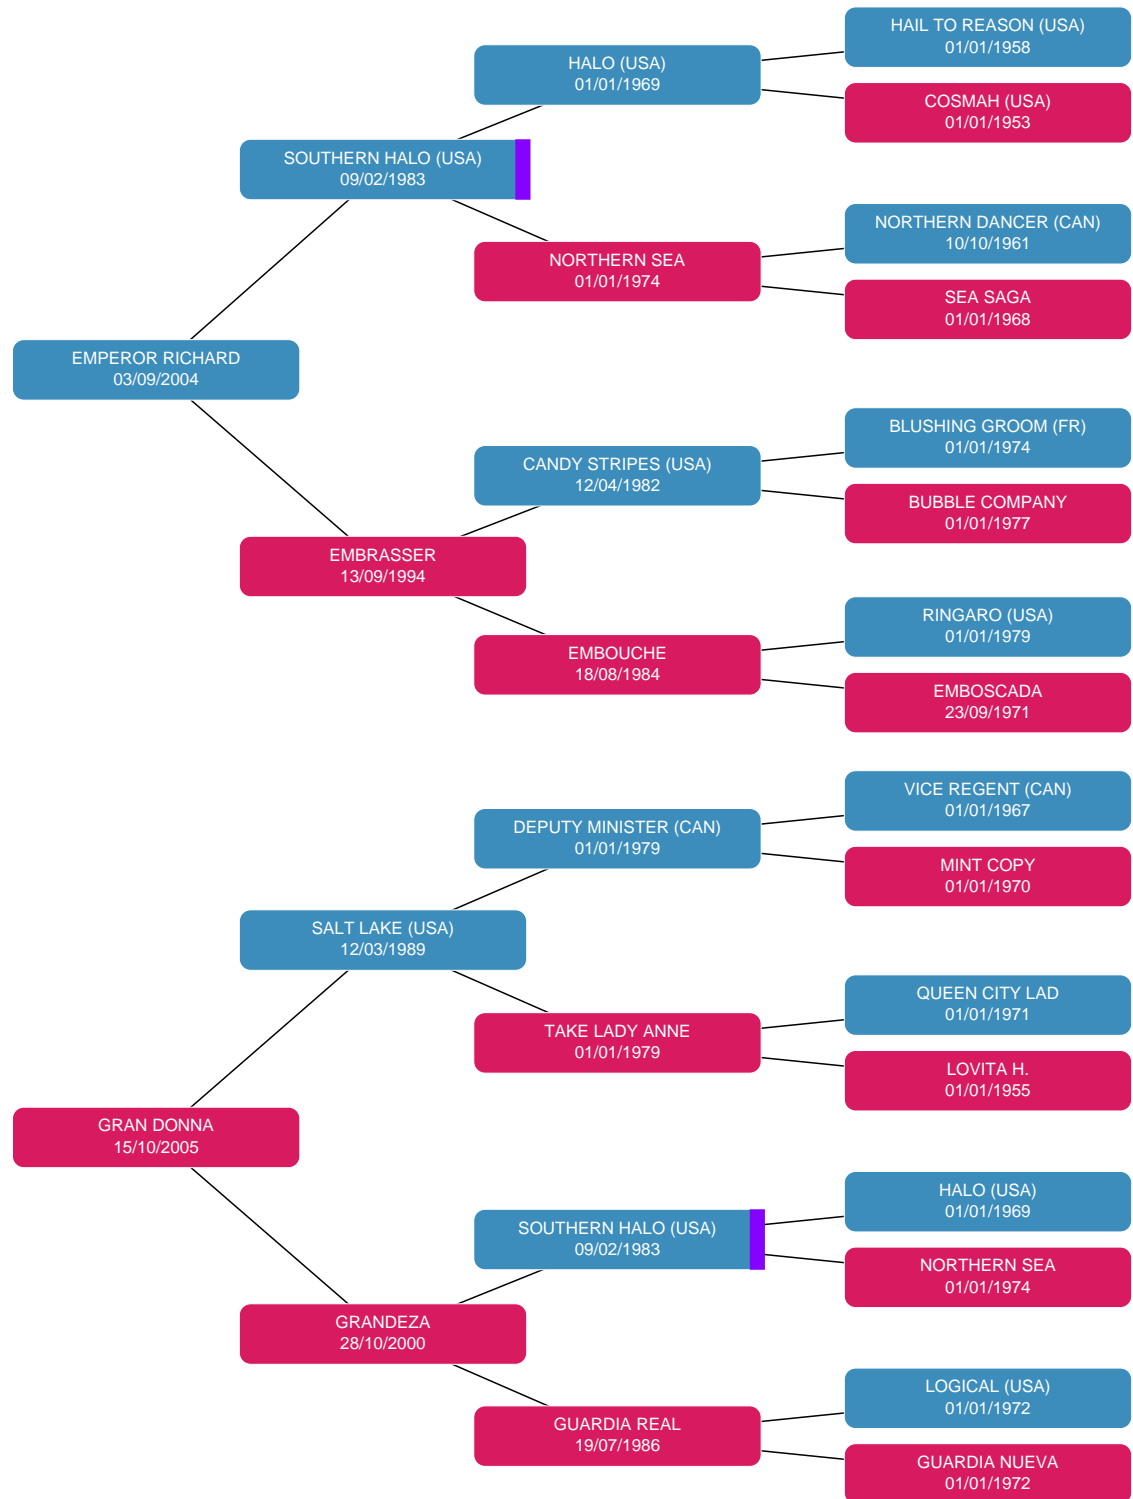 HAIL TO REASON (USA)
01/01/1958
HALO (USA)
01/01/1969
COSMAH (USA)
01/01/1953
SOUTHERN HALO (USA)
09/02/1983
NORTHERN DANCER (CAN)
10/10/1961
NORTHERN SEA
01/01/1974
SEA SAGA
01/01/1968
EMPEROR RICHARD
03/09/2004
BLUSHING GROOM (FR)
01/01/1974
CANDY STRIPES (USA)
12/04/1982
BUBBLE COMPANY
01/01/1977
EMBRASSER
13/09/1994
RINGARO (USA)
01/01/1979
EMBOUCHE
18/08/1984
EMBOSCADA
23/09/1971
VICE REGENT (CAN)
01/01/1967
DEPUTY MINISTER (CAN)
01/01/1979
MINT COPY
01/01/1970
SALT LAKE (USA)
12/03/1989
QUEEN CITY LAD
01/01/1971
TAKE LADY ANNE
01/01/1979
LOVITA H.
01/01/1955
GRAN DONNA
15/10/2005
HALO (USA)
01/01/1969
SOUTHERN HALO (USA)
09/02/1983
NORTHERN SEA
01/01/1974
GRANDEZA
28/10/2000
LOGICAL (USA)
01/01/1972
GUARDIA REAL
19/07/1986
GUARDIA NUEVA
01/01/1972